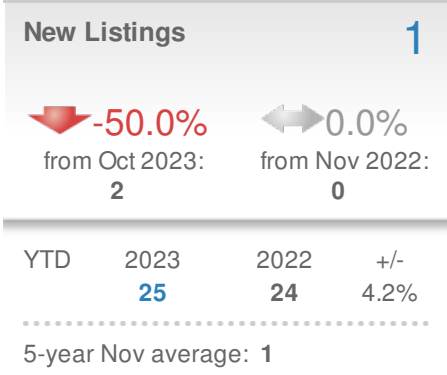 New Listings 1
-50.0% 0.0%
from Oct 2023: from Nov 2022:
2 0
YTD 2023 2022 +/-
25 24 4.2%
5-year Nov average: 1